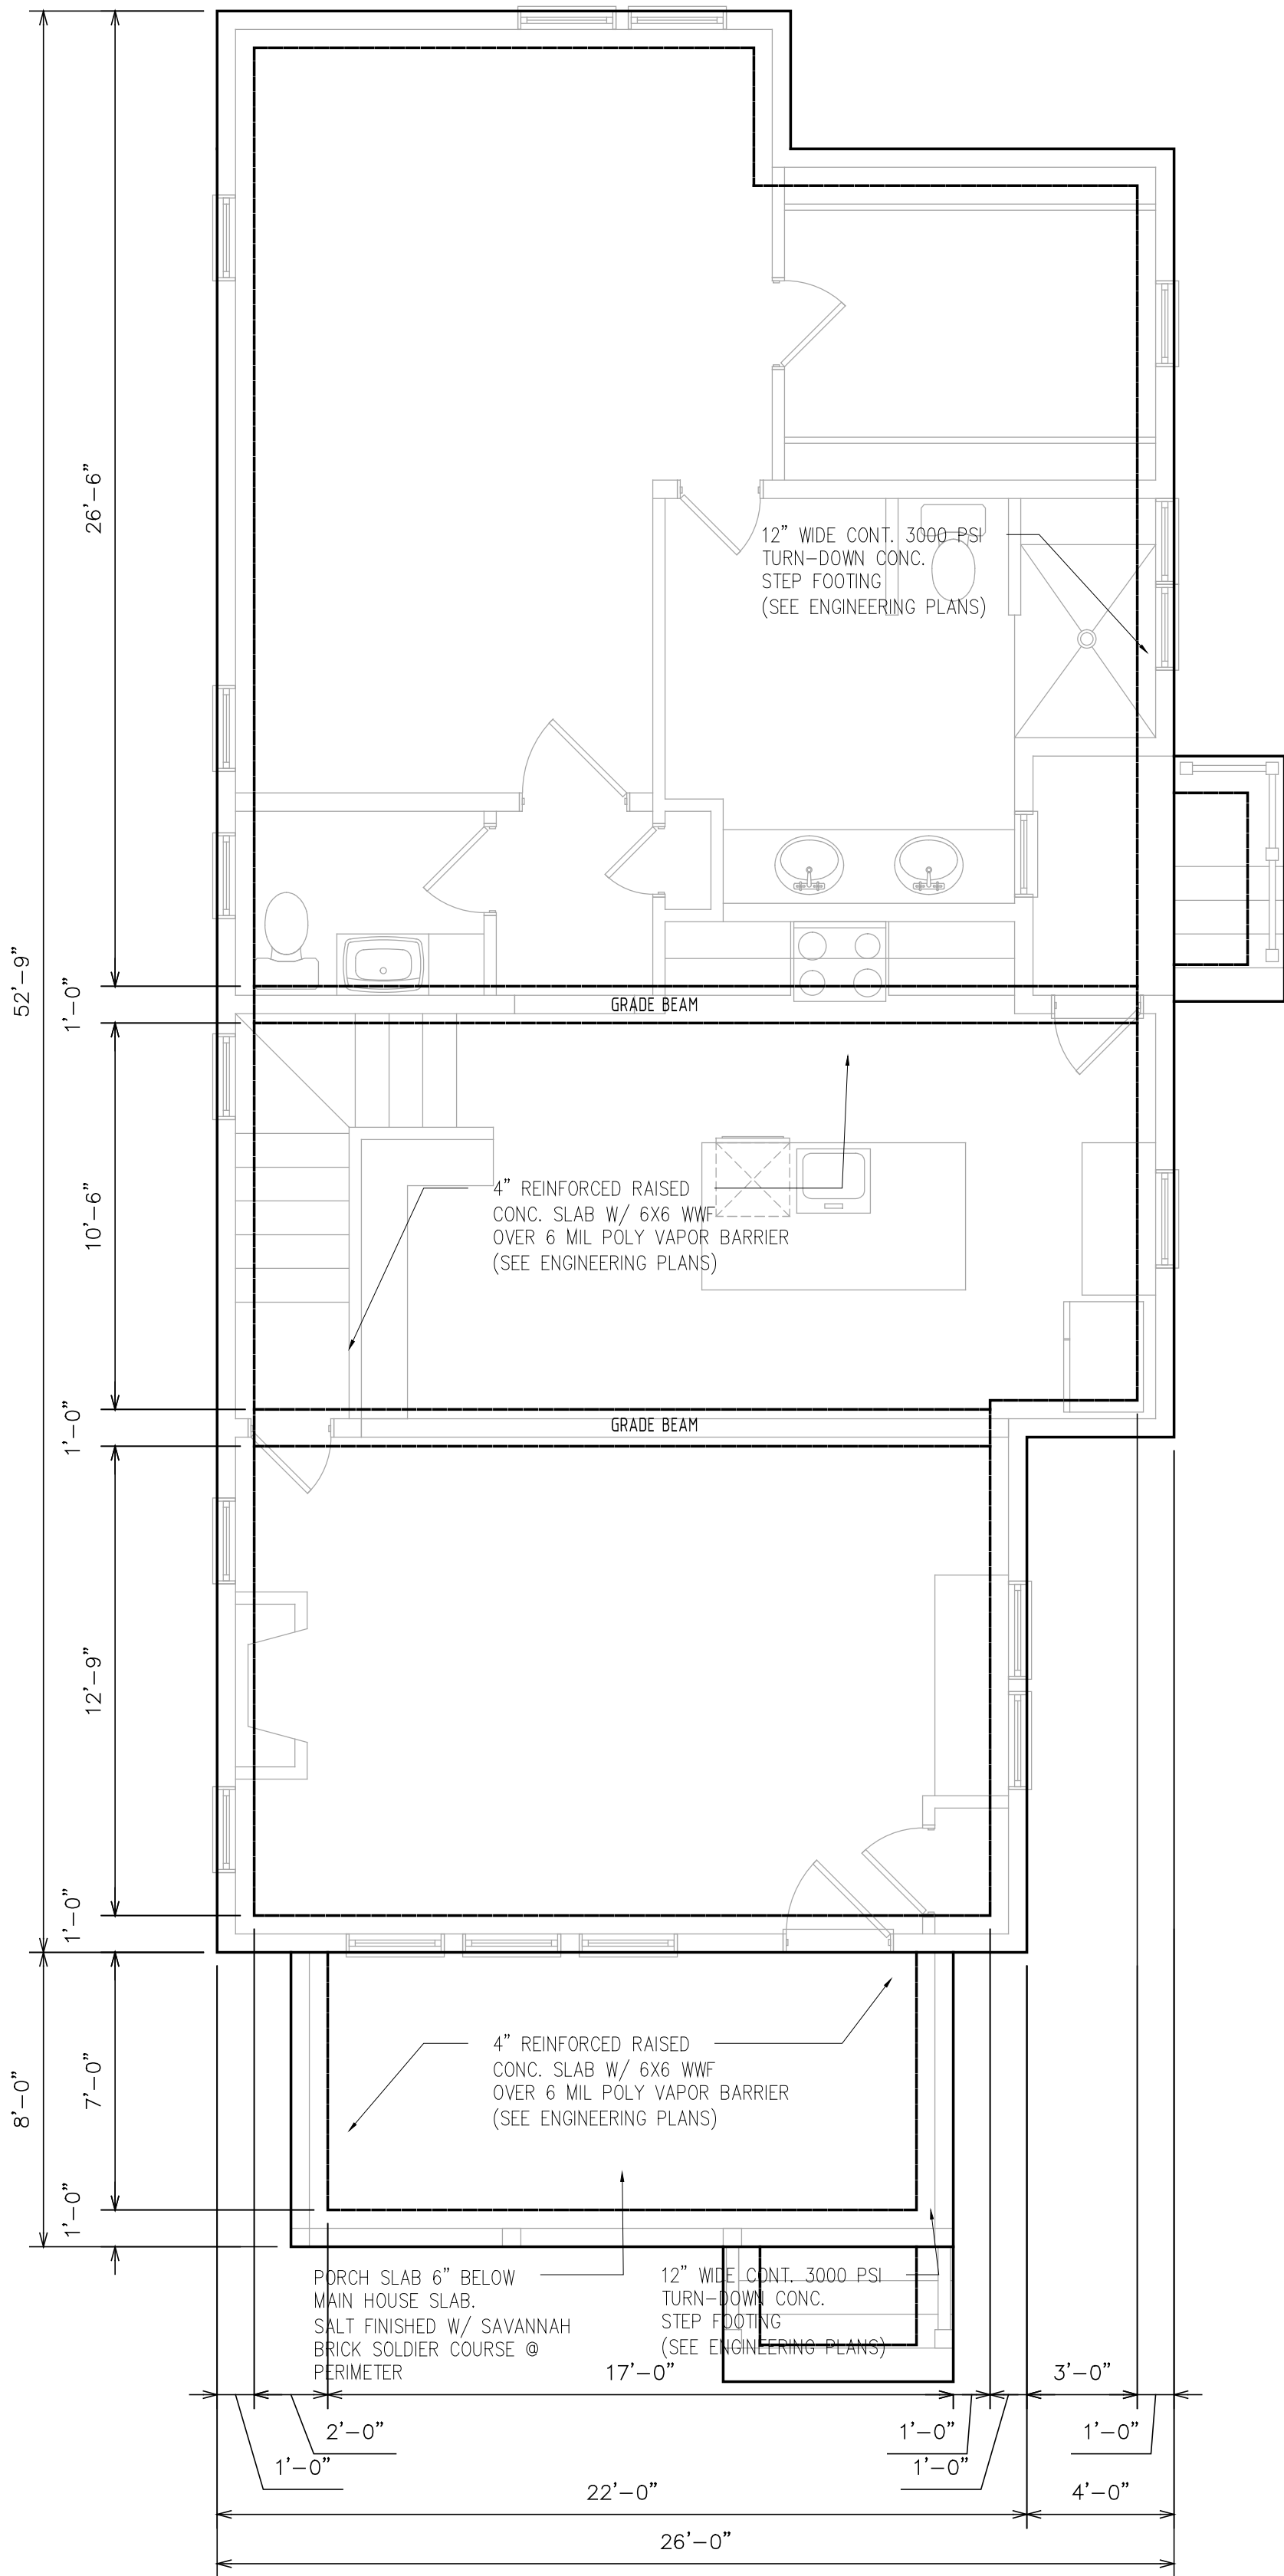 12" WIDE CONT. 3000 PSI
TURN-DOWN CONC.
STEP FOOTING
(SEE ENGINEERING PLANS)
26'-6"
52'-9"
1'-0"
GRADE BEAM
10'-6"
4" REINFORCED RAISED
CONC. SLAB W/ 6X6 WWF
OVER 6 MIL POLY VAPOR BARRIER
(SEE ENGINEERING PLANS)
1'-0"
GRADE BEAM
12'-9"
1'-0"
8'-0"
7'-0"
4" REINFORCED RAISED
CONC. SLAB W/ 6X6 WWF
OVER 6 MIL POLY VAPOR BARRIER
(SEE ENGINEERING PLANS)
1'-0"
PORCH SLAB 6" BELOW
MAIN HOUSE SLAB.
SALT FINISHED W/ SAVANNAH
BRICK SOLDIER COURSE @
PERIMETER
12" WIDE CONT. 3000 PSI
TURN-DOWN CONC.
STEP FOOTING
(SEE ENGINEERING PLANS)
17'-0"
3'-0"
2'-0"
1'-0"
1'-0"
1'-0"
1'-0"
22'-0"
4'-0"
26'-0"